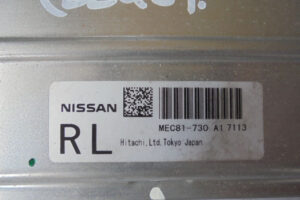 NISSAN
MEC81-730 A1 7113
RL
Hitachi,Ltd.Tokyo Japan